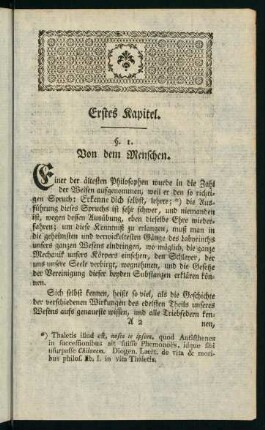 Erstes Kapitel.
§. 1.
Von dem Menschen.
Einer der ältesten Philosophen wurde in die Zahl
der Weisen aufgenommen, weil er den so richti-
gen Spruch: Erkenne dich selbst, lehrte; *) die Aus-
führung dieses Spruchs ist sehr schwer, und niemanden
ist, wegen dessen Ausübung, eben dieselbe Ehre wieder-
fahren; um diese Kenntniß zu erlangen, muß man in
die geheimsten und verwickeltesten Gänge des Labyrinths
unsers ganzen Wesens eindringen, wo möglich, die ganze
Mechanik unsers Körpers einsehen, den Schleyer, der
uns unsere Seele verbirgt, wegnehmen, und die Gesetze
der Vereinigung dieser beyden Substanzen erklären
können.
Sich selbst kennen, heißt so viel, als die Geschichte
der verschiedenen Wirkungen des edelsten Theils unseres
Wesens aufs genaueste wissen, und alle Triebfedern ken-
A 2 nen,
*) Thaletis illud est, nosce te ipsum, quod Antisthenes
in successionibus ait fuisse Phemonoes, idque sibi
usurpasse Chilonem. Diogen. Laert. de vita & mori-
bus philos. lib. I. in vita Thaletis.